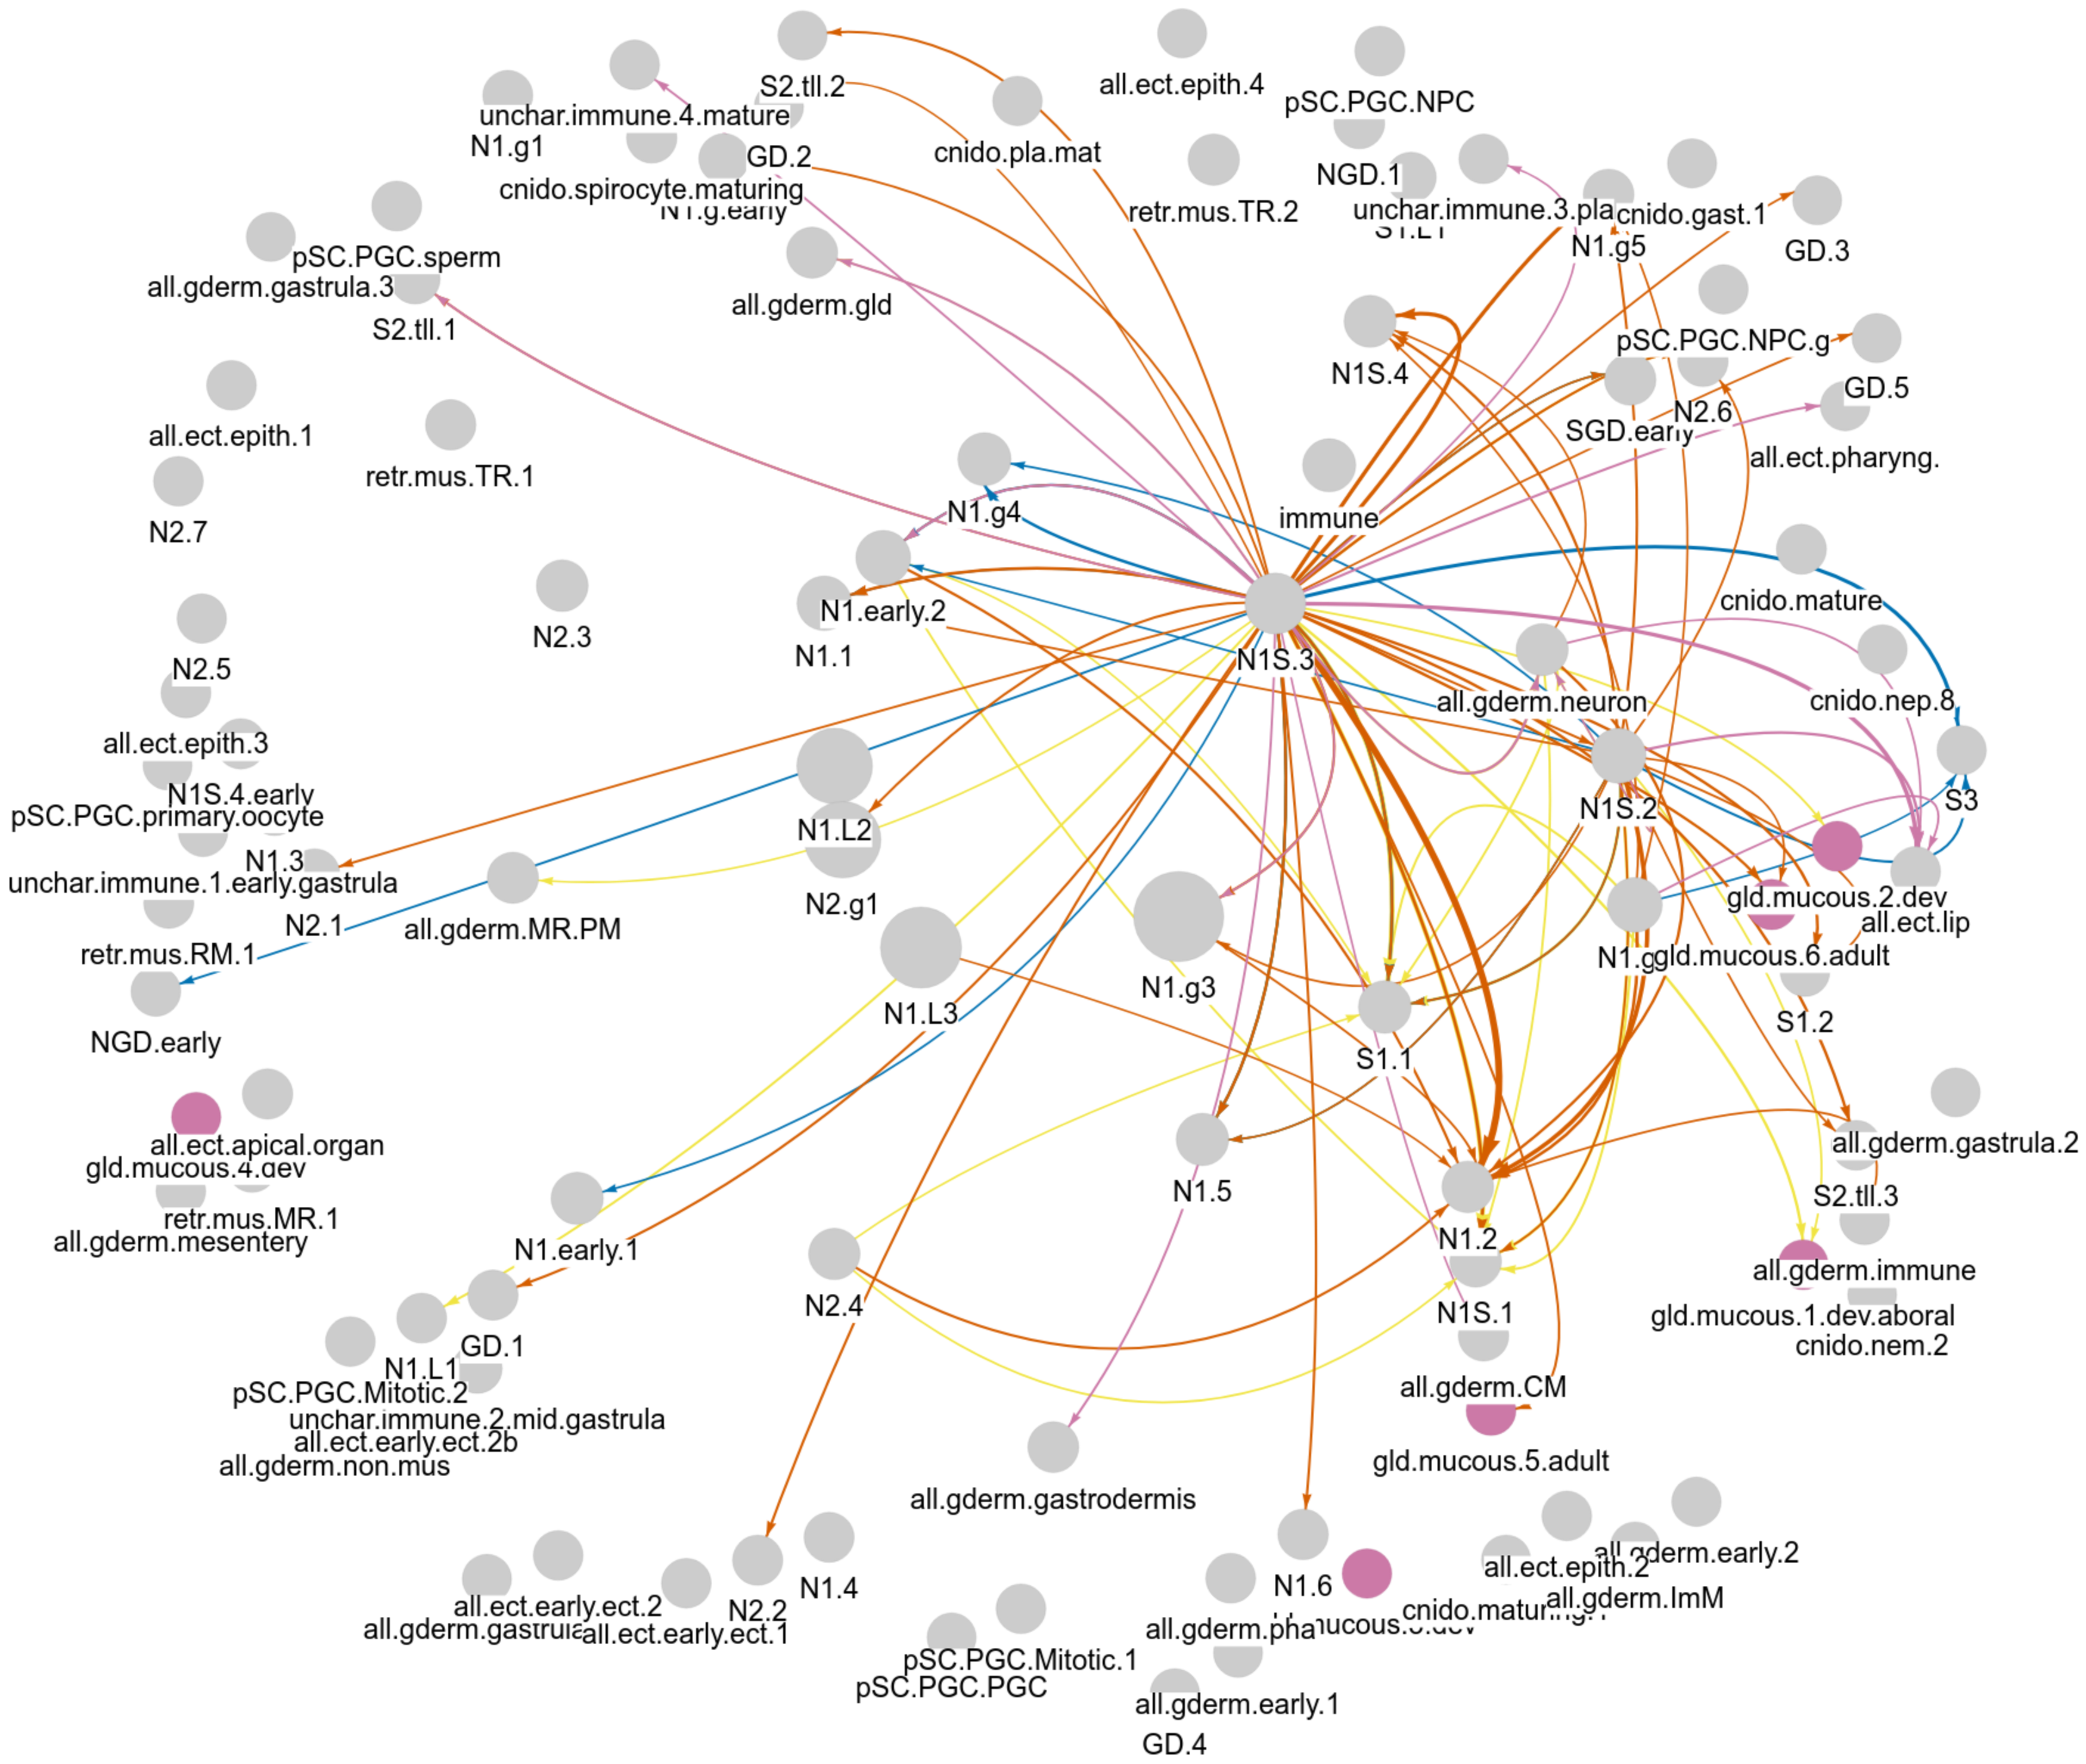 all.ect.epith.4
S2.tll.2
pSC.PGC.NPC
unchar.immune.4.mature
N1.g1
GD.2
cnido.pla.mat
NGD.1
cnido.spirocyte.maturing
N1.g.early
retr.mus.TR.2
unchar.immune.3.pla
cnido.gast.1
S1.L1
N1.g5
GD.3
pSC.PGC.sperm
all.gderm.gastrula.3
S2.tll.1
all.gderm.gld
pSC.PGC.NPC.g
N1S.4
GD.5
N2.6
SGD.early
all.ect.epith.1
retr.mus.TR.1
all.ect.pharyng.
N2.7
N1.g4
immune
cnido.mature
N1.early.2
N2.3
N1.1
N1S.3
N2.5
all.gderm.neuron
cnido.nep.8
all.ect.epith.3
N1S.4.early
S3
N1S.2
pSC.PGC.primary.oocyte
N1.L2
N1.3
unchar.immune.1.early.gastrula
N2.g1
gld.mucous.2.dev
all.ect.lip
N2.1
all.gderm.MR.PM
retr.mus.RM.1
N1.g
gld.mucous.6.adult
N1.g3
N1.L3
S1.2
NGD.early
S1.1
all.ect.apical.organ
gld.mucous.4.dev
all.gderm.gastrula.2
N1.5
S2.tll.3
retr.mus.MR.1
all.gderm.mesentery
N1.early.1
N1.2
all.gderm.immune
N2.4
N1S.1
gld.mucous.1.dev.aboral
cnido.nem.2
GD.1
N1.L1
pSC.PGC.Mitotic.2
all.gderm.CM
unchar.immune.2.mid.gastrula
all.ect.early.ect.2b
all.gderm.non.mus
gld.mucous.5.adult
all.gderm.gastrodermis
all.gderm.early.2
all.ect.epith.2
N1.6
N1.4
all.gderm.ImM
all.ect.early.ect.2
N2.2
all.gderm.gastrula
all.ect.early.ect.1
all.gderm.pha
pSC.PGC.Mitotic.1
pSC.PGC.PGC
all.gderm.early.1
GD.4